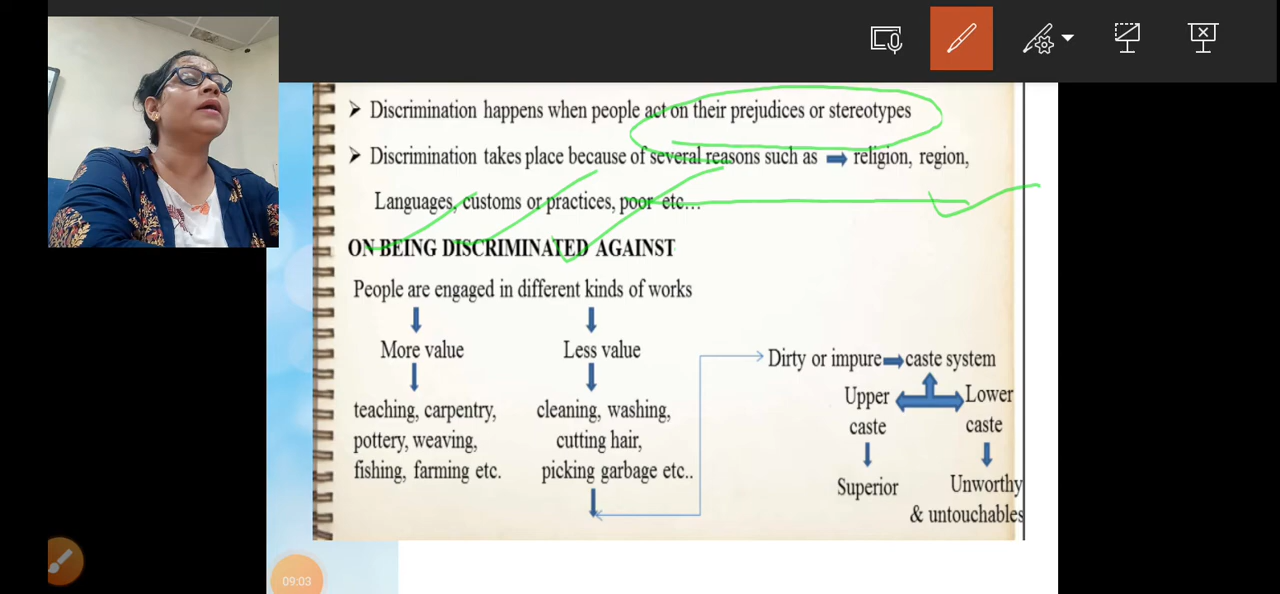 ➤ Discrimination happens when people act on their prejudices or stereotypes
➤ Discrimination takes place because of several reasons such as ➡ religion, region,
Languages, customs or practices, poor etc...
ON BEING DISCRIMINATED AGAINST
People are engaged in different kinds of works
More value
Less value
teaching, carpentry,
pottery, weaving,
fishing, farming etc.
cleaning, washing,
cutting hair,
picking garbage etc..
Dirty or impure ➡ caste system
Upper
caste
Lower
caste
Superior
Unworthy
& untouchables
09:03